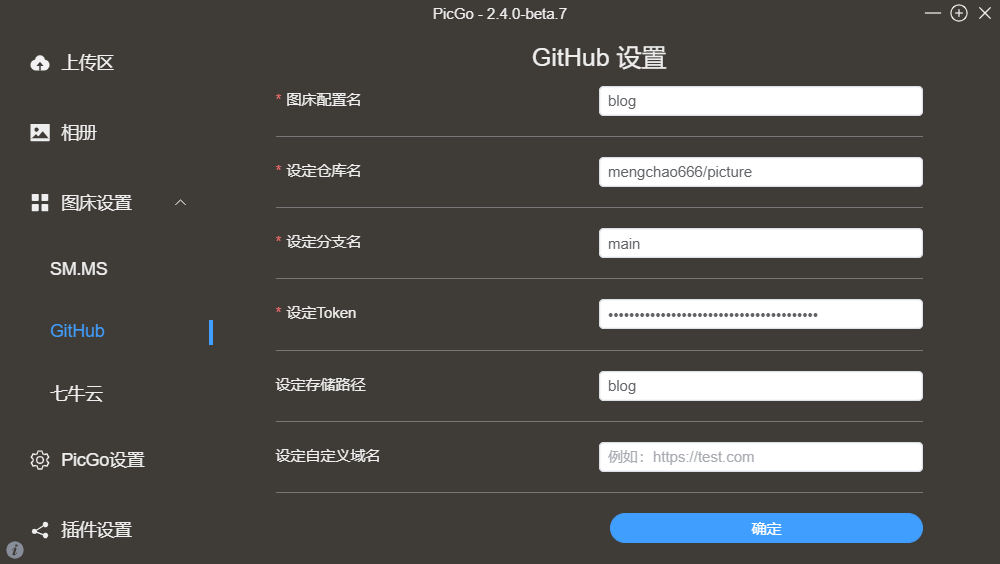 PicGo - 2.4.0-beta.7
上传区
相册
图床设置
SM.MS
GitHub
七牛云
PicGo设置
插件设置
GitHub 设置
* 图床配置名
blog
* 设定仓库名
mengchao666/picture
* 设定分支名
main
* 设定Token
••••••••••••••••••••••••••••••••••••••••
设定存储路径
blog
设定自定义域名
例如：https://test.com
确定